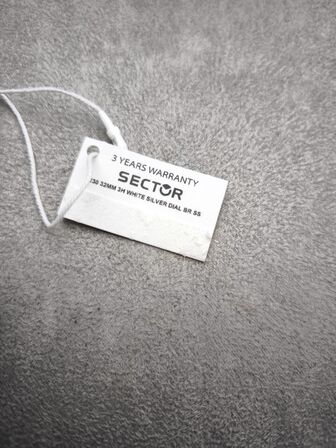 3 YEARS WARRANTY
SECTOR
230 32MM 3H WHITE SILVER DIAL BR SS